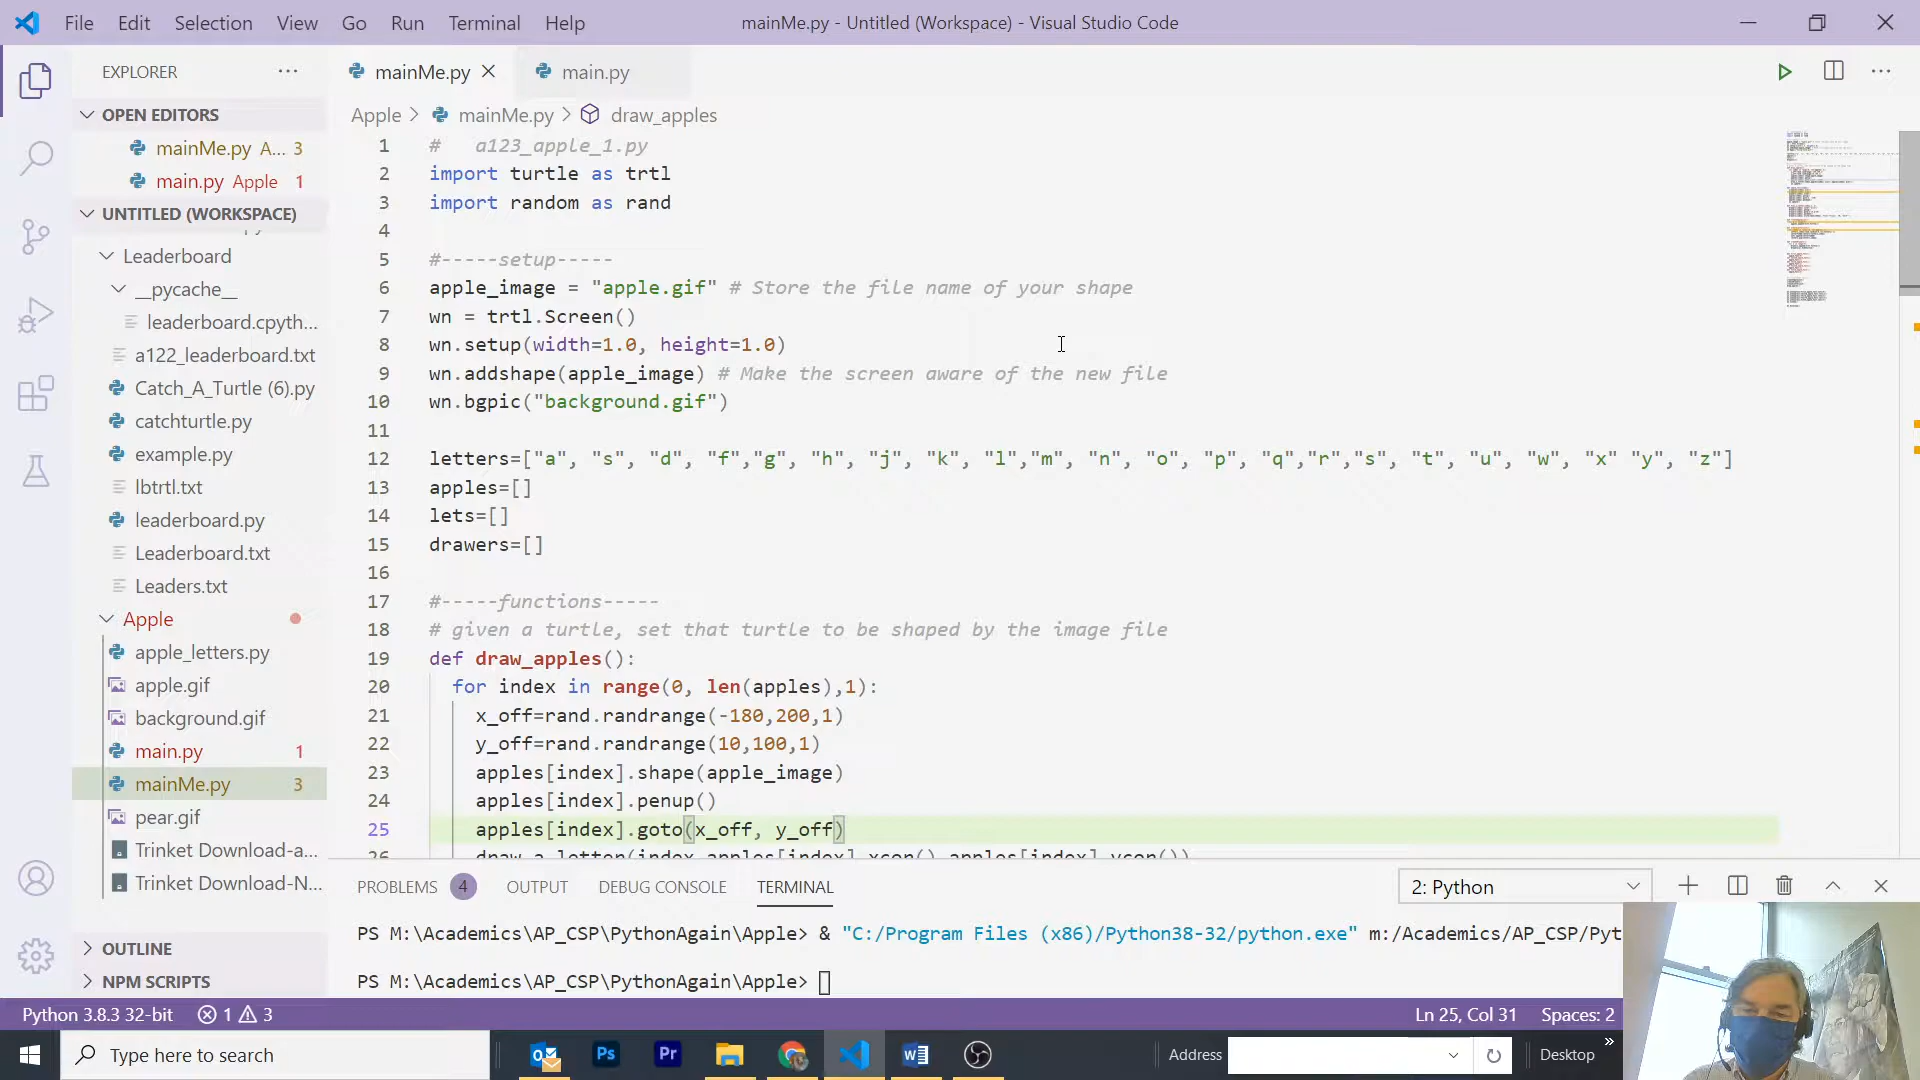 File Edit Selection View Go Run Terminal Help
mainMe.py - Untitled (Workspace) - Visual Studio Code
EXPLORER ···
OPEN EDITORS
mainMe.py A... 3
main.py Apple 1
UNTITLED (WORKSPACE)
Leaderboard
__pycache__
leaderboard.cpyth...
a122_leaderboard.txt
Catch_A_Turtle (6).py
catchturtle.py
example.py
lbtrtl.txt
leaderboard.py
Leaderboard.txt
Leaders.txt
Apple
apple_letters.py
apple.gif
background.gif
main.py 1
mainMe.py 3
pear.gif
Trinket Download-a...
Trinket Download-N...
OUTLINE
NPM SCRIPTS
mainMe.py main.py
Apple > mainMe.py > draw_apples
1 # a123_apple_1.py
2 import turtle as trtl
3 import random as rand
4
5 #-----setup-----
6 apple_image = "apple.gif" # Store the file name of your shape
7 wn = trtl.Screen()
8 wn.setup(width=1.0, height=1.0)
9 wn.addshape(apple_image) # Make the screen aware of the new file
10 wn.bgpic("background.gif")
11
12 letters=["a", "s", "d", "f","g", "h", "j", "k", "l","m", "n", "o", "p", "q","r","s", "t", "u", "w", "x" "y", "z"]
13 apples=[]
14 lets=[]
15 drawers=[]
16
17 #-----functions-----
18 # given a turtle, set that turtle to be shaped by the image file
19 def draw_apples():
20 for index in range(0, len(apples),1):
21 x_off=rand.randrange(-180,200,1)
22 y_off=rand.randrange(10,100,1)
23 apples[index].shape(apple_image)
24 apples[index].penup()
25 apples[index].goto(x_off, y_off)
26 draw_a_letter(index,apples[index].xcor(),apples[index].ycor())
PROBLEMS 4 OUTPUT DEBUG CONSOLE TERMINAL 2: Python
PS M:\Academics\AP_CSP\PythonAgain\Apple> & "C:/Program Files (x86)/Python38-32/python.exe" m:/Academics/AP_CSP/Pyt
PS M:\Academics\AP_CSP\PythonAgain\Apple>
Python 3.8.3 32-bit 1 3 Ln 25, Col 31 Spaces: 2
Type here to search Ps Pr Address Desktop »